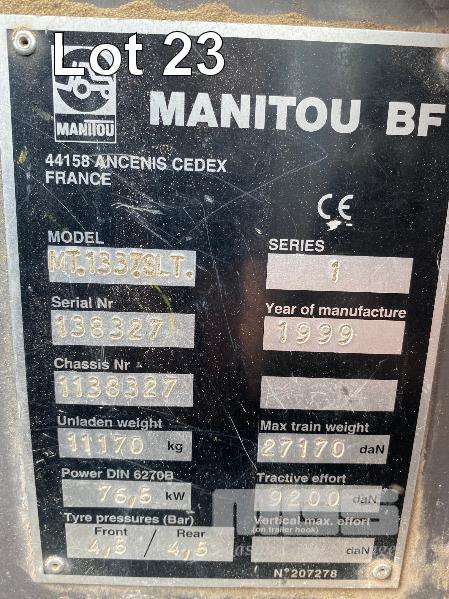 Lot 23
MANITOU
MANITOU BF
44158 ANCENIS CEDEX
FRANCE
CE
MODEL
MT.1337SLT.
SERIES
1
Serial Nr
138327
Year of manufacture
1999
Chassis Nr
1138327
Unladen weight
11170 kg
Max train weight
27170 daN
Power DIN 6270B
76,5 kW
Tractive effort
9200 daN
Tyre pressures (Bar)
Front / Rear
4,5 / 4,5
Vertical max. effort
(on trailer hook)
daN
N°207278